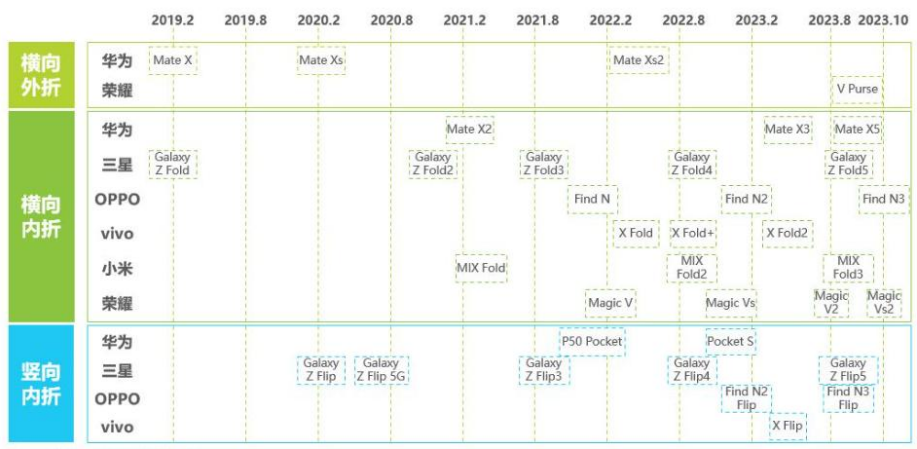 2019.2 2019.8 2020.2 2020.8 2021.2 2021.8 2022.2 2022.8 2023.2 2023.8 2023.10
横向
外折
华为 Mate X Mate Xs Mate Xs2
荣耀 V Purse
横向
内折
华为 Mate X2 Mate X3 Mate X5
三星 Galaxy
Z Fold Galaxy
Z Fold2 Galaxy
Z Fold3 Galaxy
Z Fold4 Galaxy
Z Fold5
OPPO Find N Find N2 Find N3
vivo X Fold X Fold+ X Fold2
小米 MIX Fold MIX
Fold2 MIX
Fold3
荣耀 Magic V Magic Vs Magic
V2 Magic
Vs2
竖向
内折
华为 P50 Pocket Pocket S
三星 Galaxy
Z Flip Galaxy
Z Flip 5G Galaxy
Z Flip3 Galaxy
Z Flip4 Galaxy
Z Flip5
OPPO Find N2
Flip Find N3
Flip
vivo X Flip